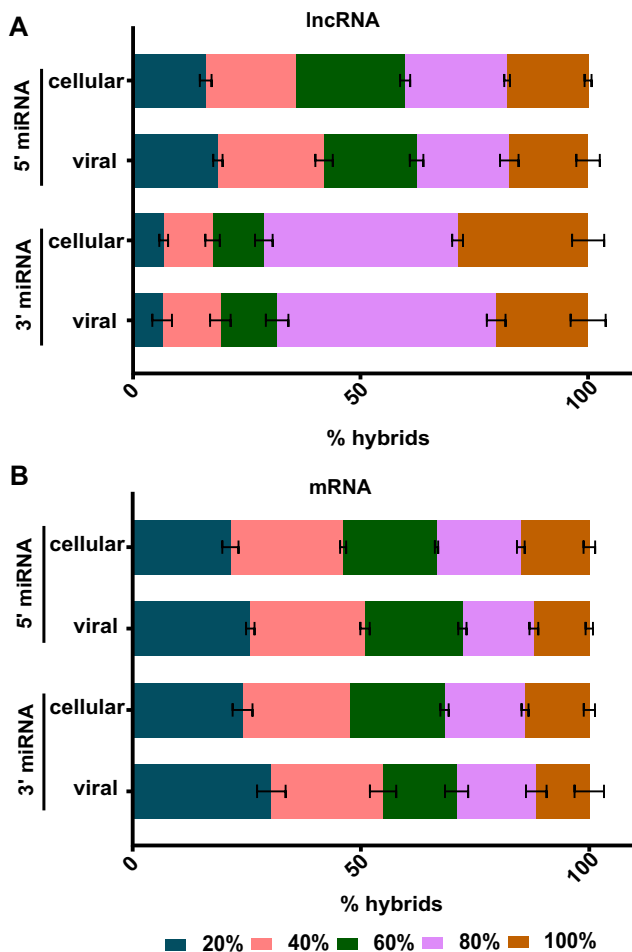 A
lncRNA
5' miRNA
cellular
viral
3' miRNA
cellular
viral
0
50
100
% hybrids
B
mRNA
5' miRNA
cellular
viral
3' miRNA
cellular
viral
0
50
100
% hybrids
20% 40% 60% 80% 100%